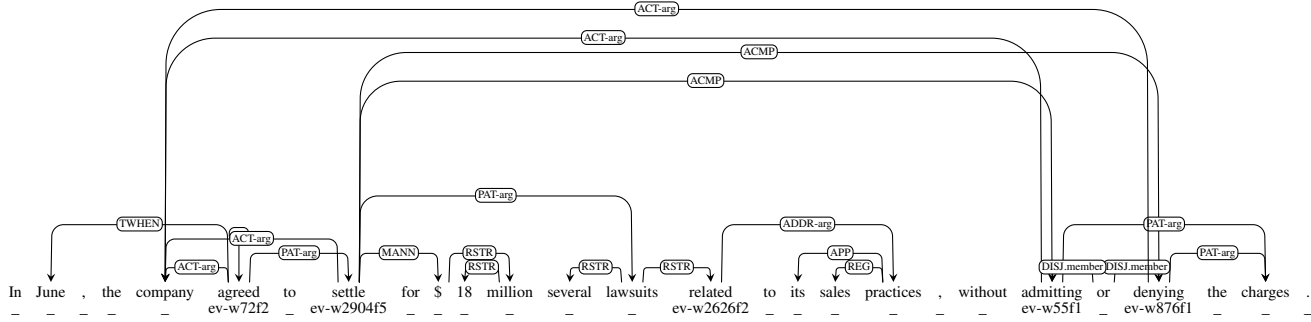 ACT-arg
ACT-arg
ACMP
ACMP
PAT-arg
TWHEN ADDR-arg PAT-arg
ACT-arg
PAT-arg MANN RSTR APP PAT-arg
ACT-arg RSTR RSTR RSTR REG DISJ.member DISJ.member
In June , the company agreed to settle for $ 18 million several lawsuits related to its sales practices , without admitting or denying the charges .
_ _ _ _ _ ev-w72f2 _ ev-w2904f5 _ _ _ _ _ _ ev-w2626f2 _ _ _ _ _ _ ev-w55f1 _ ev-w876f1 _ _ _